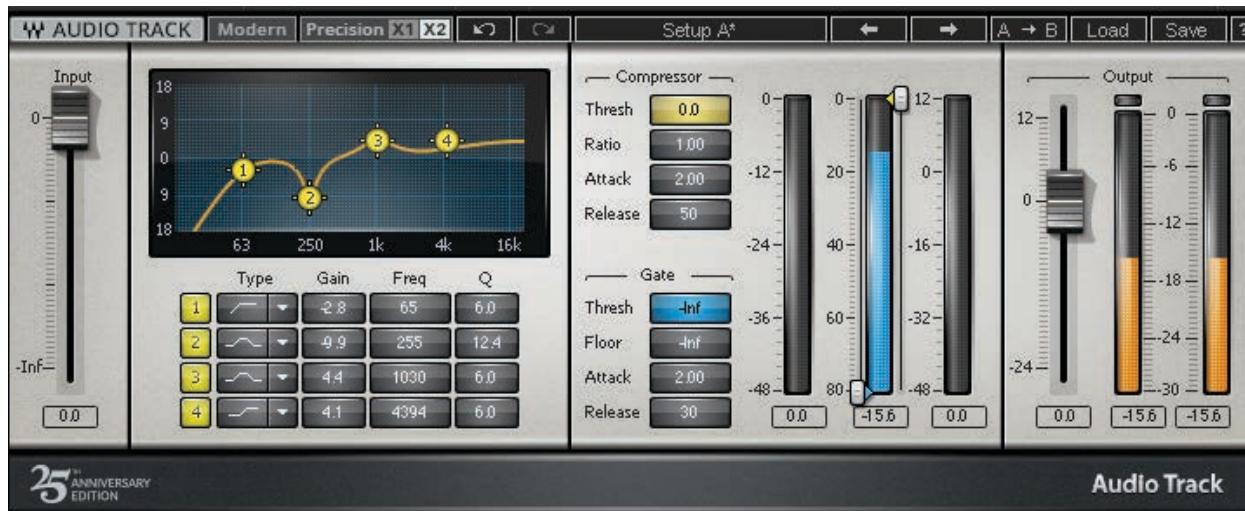 AUDIO TRACK Modern Precision X1 X2 Setup A* A → B Load Save ?
Input
0
-Inf
0.0
18
9
0
9
18
63 250 1k 4k 16k
1 2 3 4
Type Gain Freq Q
1 -2.8 65 6.0
2 -9.9 255 12.4
3 4.4 1030 6.0
4 4.1 4394 6.0
Compressor
Thresh 0.0
Ratio 1.00
Attack 2.00
Release 50
Gate
Thresh -Inf
Floor -Inf
Attack 2.00
Release 30
0 0 12
-12 20 0
-24 40 -16
-36 60 -32
-48 80 -48
0.0 -15.6 0.0
Output
12
0
-24
0.0
0
-6
-12
-18
-24
-30
-15.6 -15.6
25TH ANNIVERSARY
EDITION
Audio Track